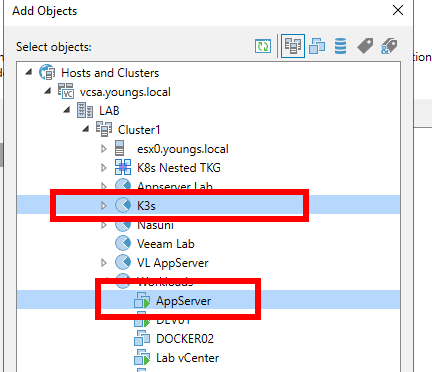 Add Objects
Select objects:
Hosts and Clusters
vcsa.youngs.local
LAB
Cluster1
esx0.youngs.local
K8s Nested TKG
Appserver Lab
K3s
Nasuni
Veeam Lab
VL AppServer
Workloads
AppServer
DEV01
DOCKER02
Lab vCenter